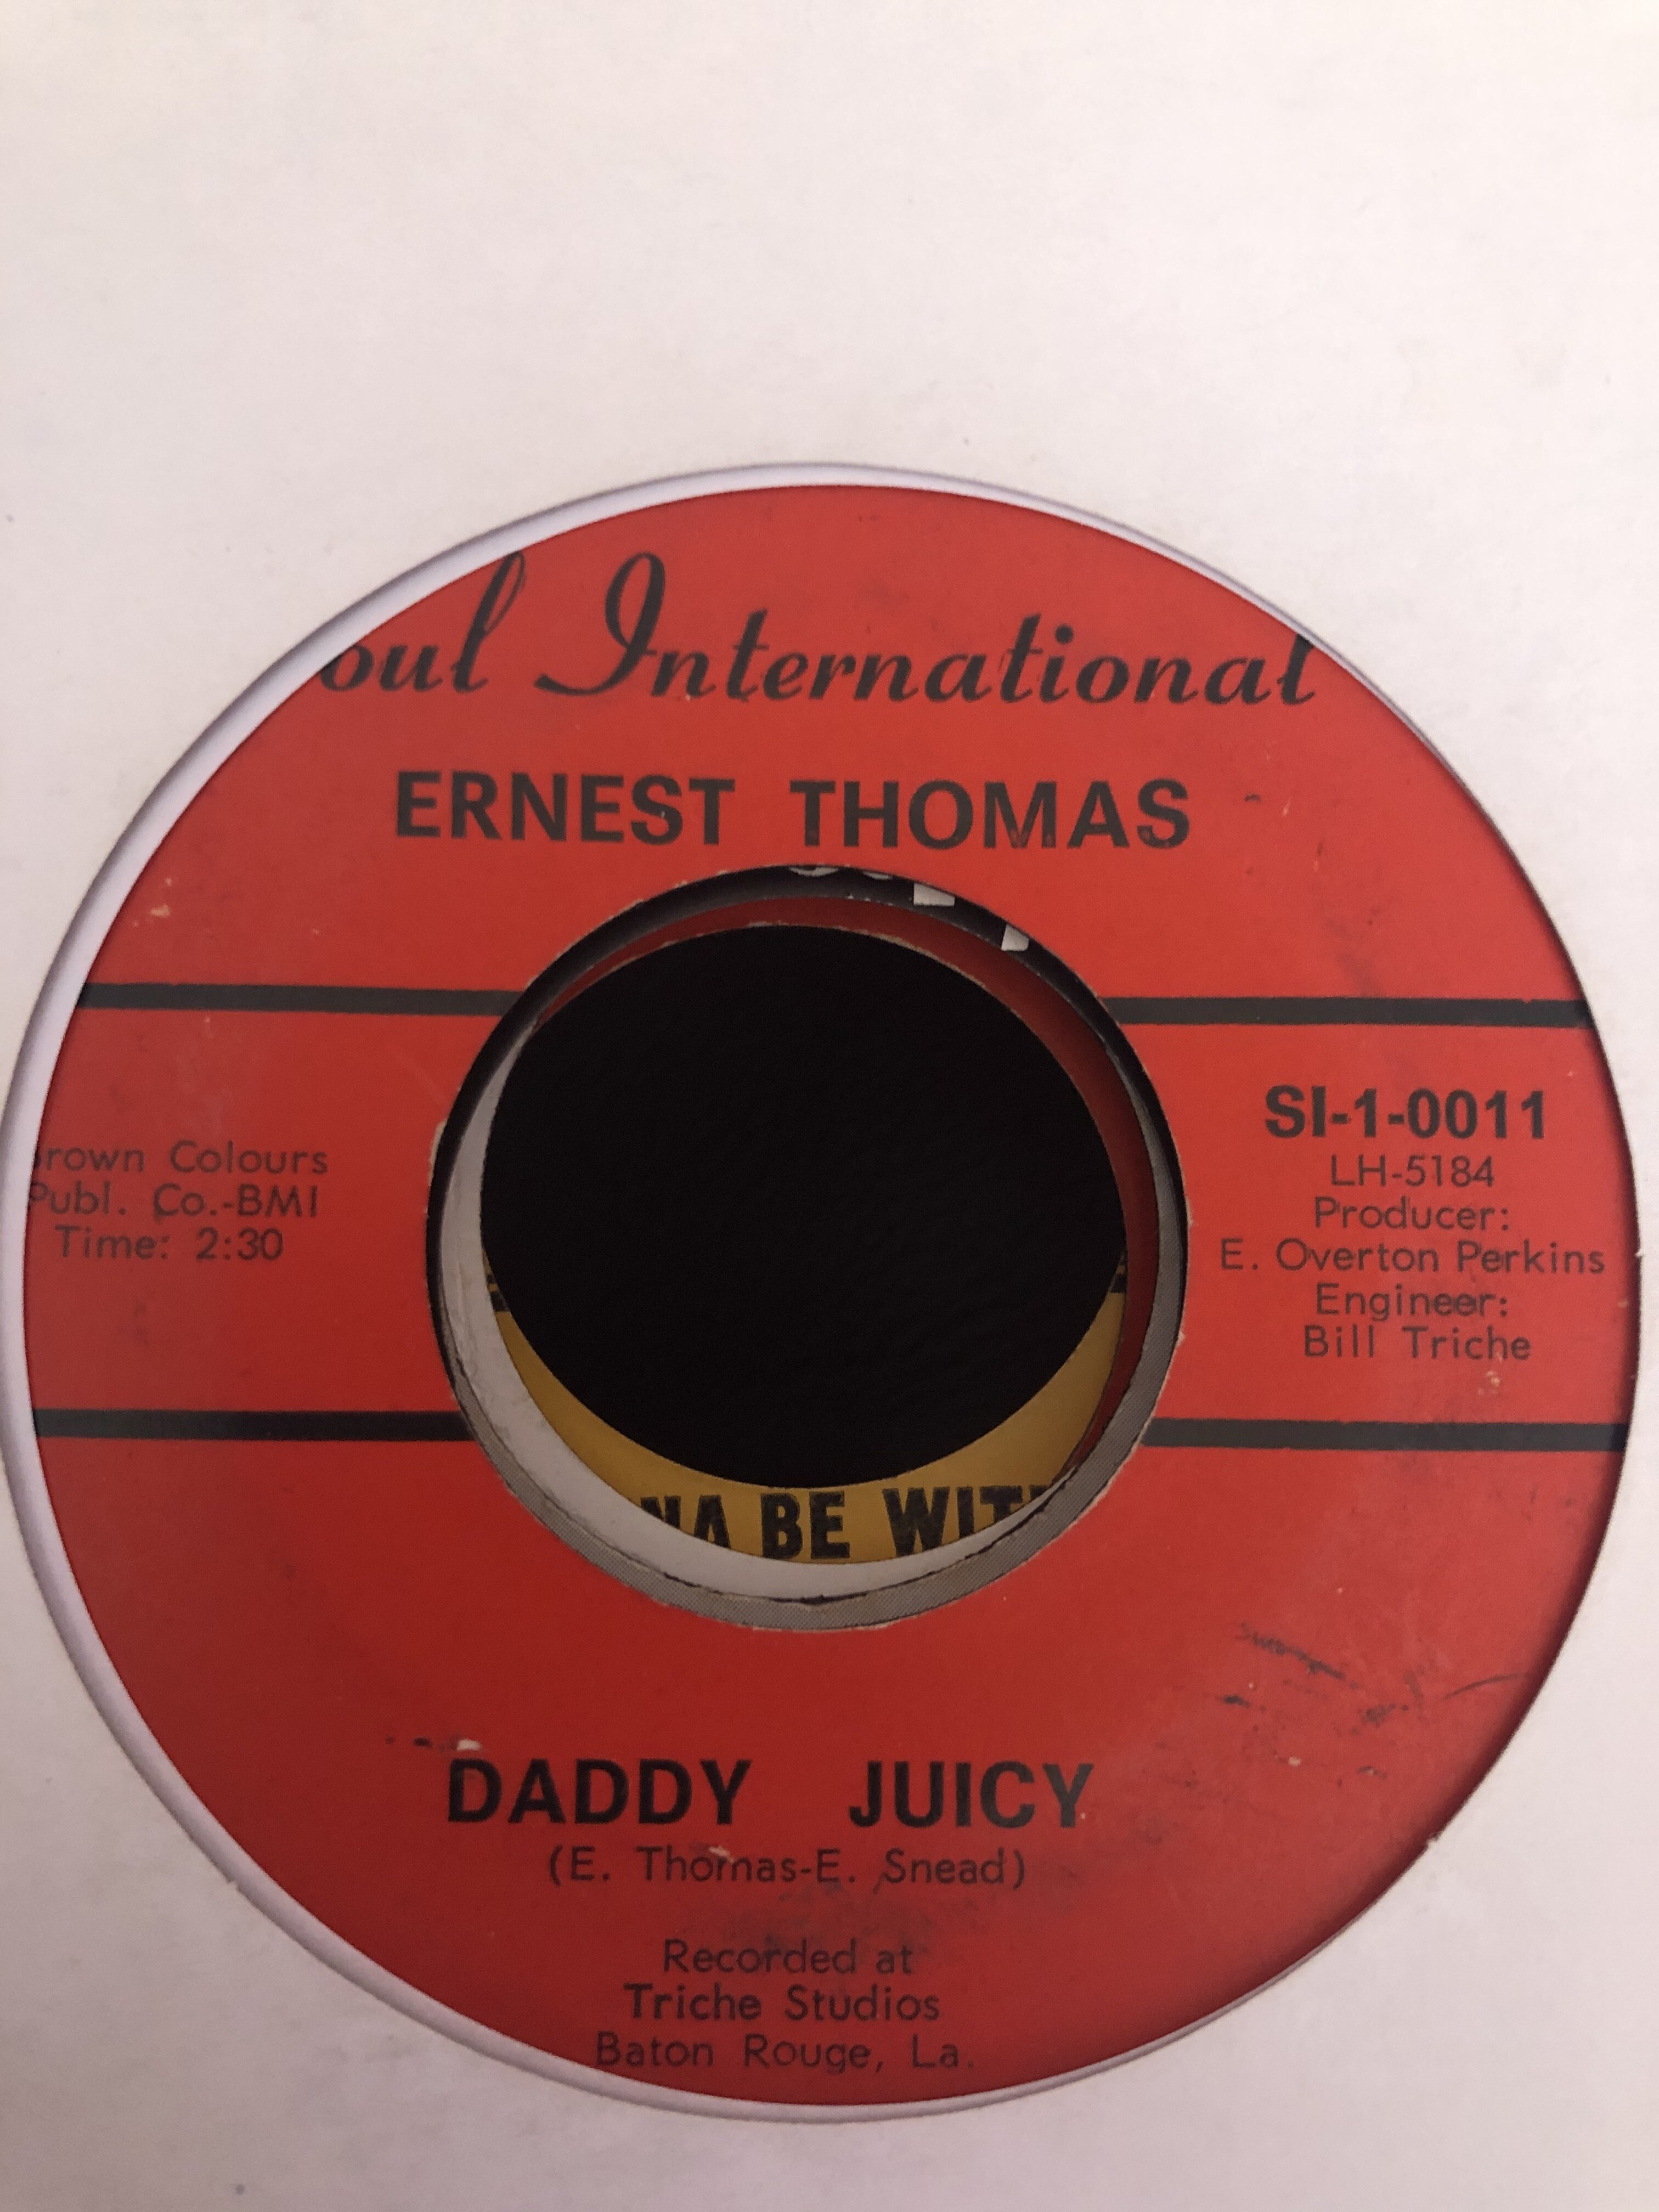 oul International
ERNEST THOMAS
rown Colours
Publ. Co.-BMI
Time: 2:30
SI-1-0011
LH-5184
Producer:
E. Overton Perkins
Engineer:
Bill Triche
NA BE WIT
DADDY JUICY
(E. Thomas-E. Snead)
Recorded at
Triche Studios
Baton Rouge, La.